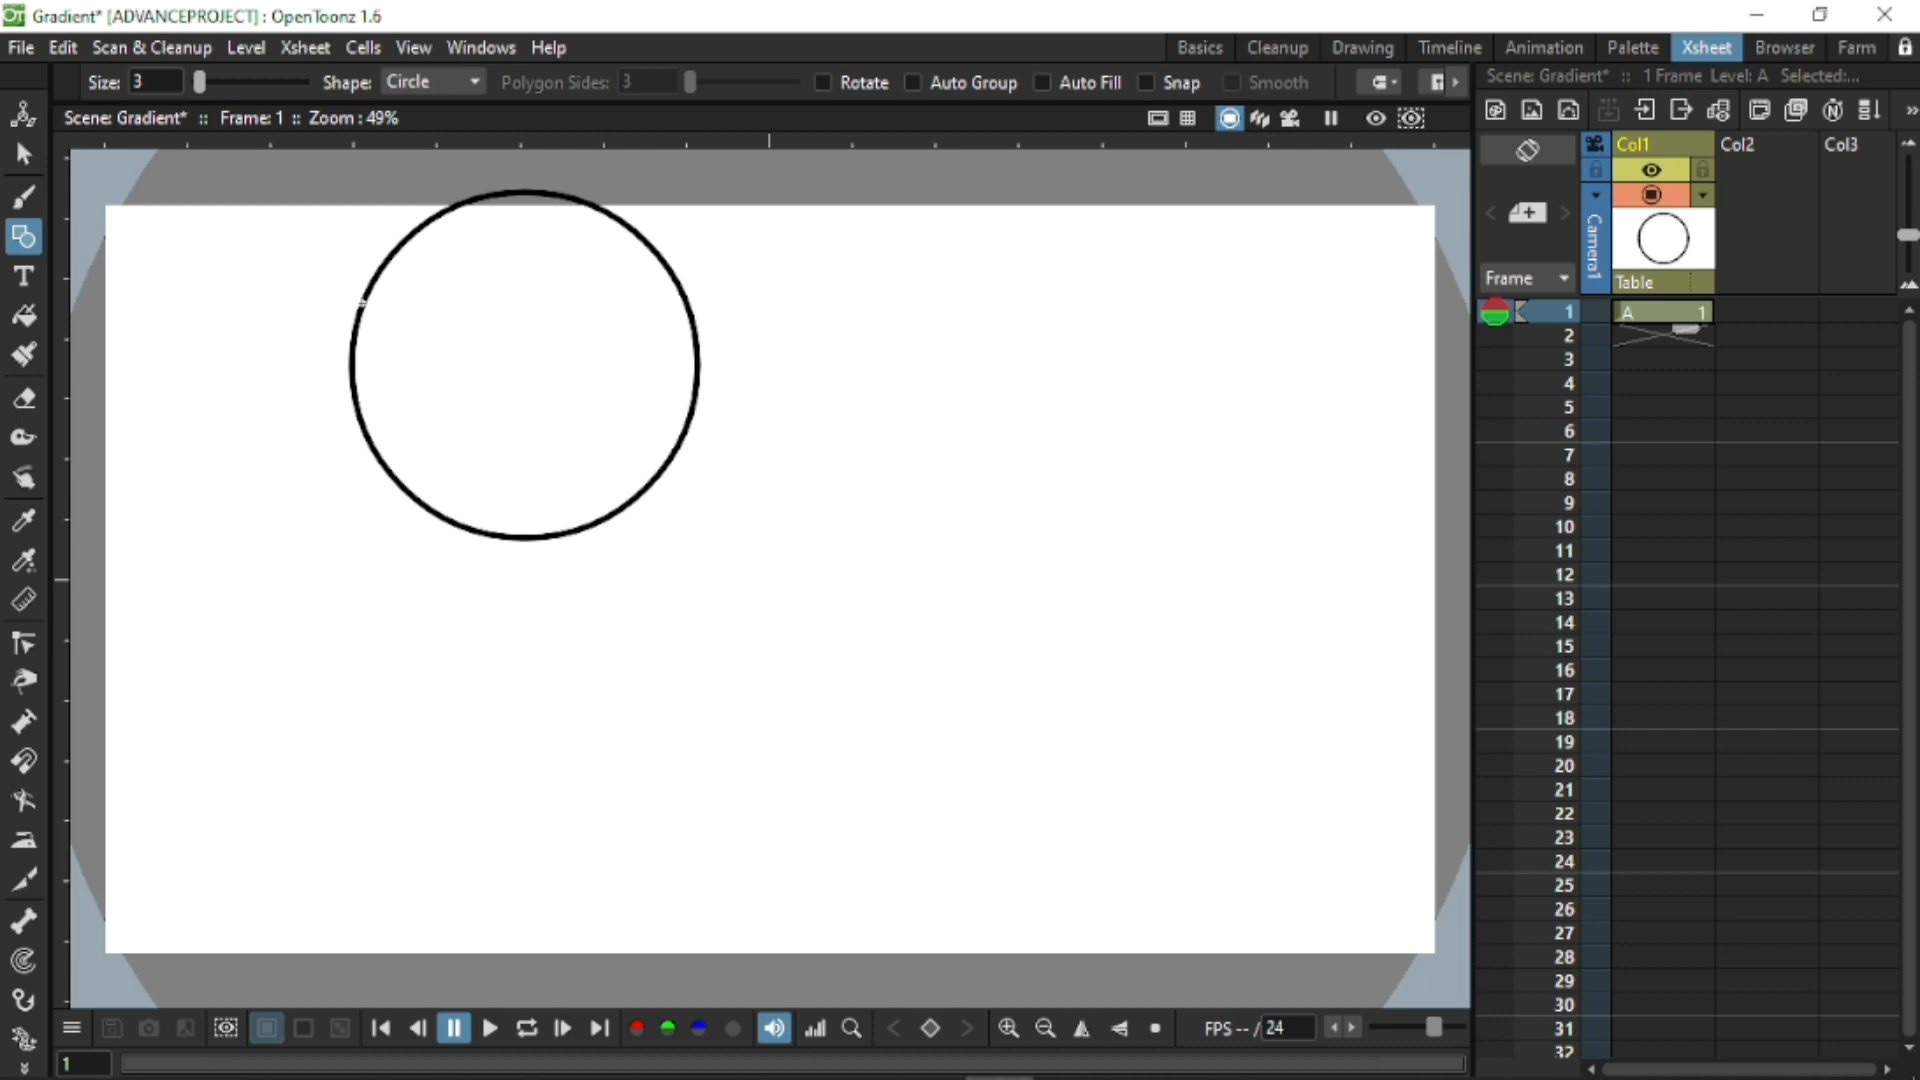 Gradient* [ADVANCEPROJECT] : OpenToonz 1.6
File Edit Scan & Cleanup Level Xsheet Cells View Windows Help
Basics Cleanup Drawing Timeline Animation Palette Xsheet Browser Farm
Size: 3 Shape: Circle Polygon Sides: 3 Rotate Auto Group Auto Fill Snap Smooth
Scene: Gradient* :: 1 Frame Level: A Selected:...
Scene: Gradient* :: Frame: 1 :: Zoom : 49%
Col1 Col2 Col3
Camera1
Frame
Table
1 A 1
2
3
4
5
6
7
8
9
10
11
12
13
14
15
16
17
18
19
20
21
22
23
24
25
26
27
28
29
30
31
32
FPS -- / 24
1